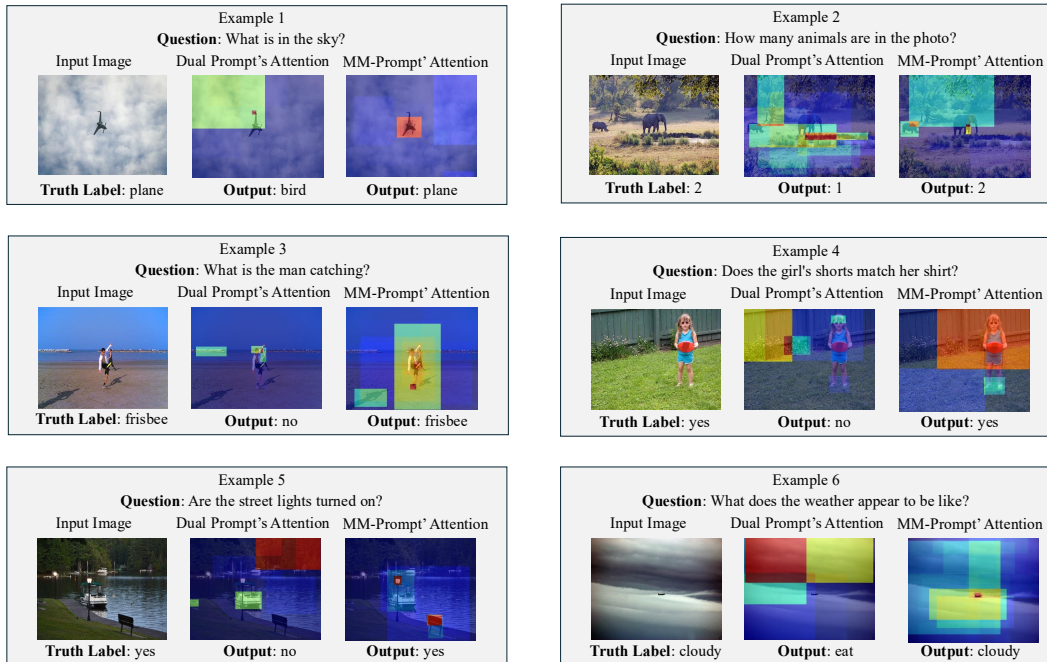 Example 1
Question: What is in the sky?
Input Image
Dual Prompt's Attention
MM-Prompt' Attention
Truth Label: plane
Output: bird
Output: plane
Example 2
Question: How many animals are in the photo?
Input Image
Dual Prompt's Attention
MM-Prompt' Attention
Truth Label: 2
Output: 1
Output: 2
Example 3
Question: What is the man catching?
Input Image
Dual Prompt's Attention
MM-Prompt' Attention
Truth Label: frisbee
Output: no
Output: frisbee
Example 4
Question: Does the girl's shorts match her shirt?
Input Image
Dual Prompt's Attention
MM-Prompt' Attention
Truth Label: yes
Output: no
Output: yes
Example 5
Question: Are the street lights turned on?
Input Image
Dual Prompt's Attention
MM-Prompt' Attention
Truth Label: yes
Output: no
Output: yes
Example 6
Question: What does the weather appear to be like?
Input Image
Dual Prompt's Attention
MM-Prompt' Attention
Truth Label: cloudy
Output: eat
Output: cloudy